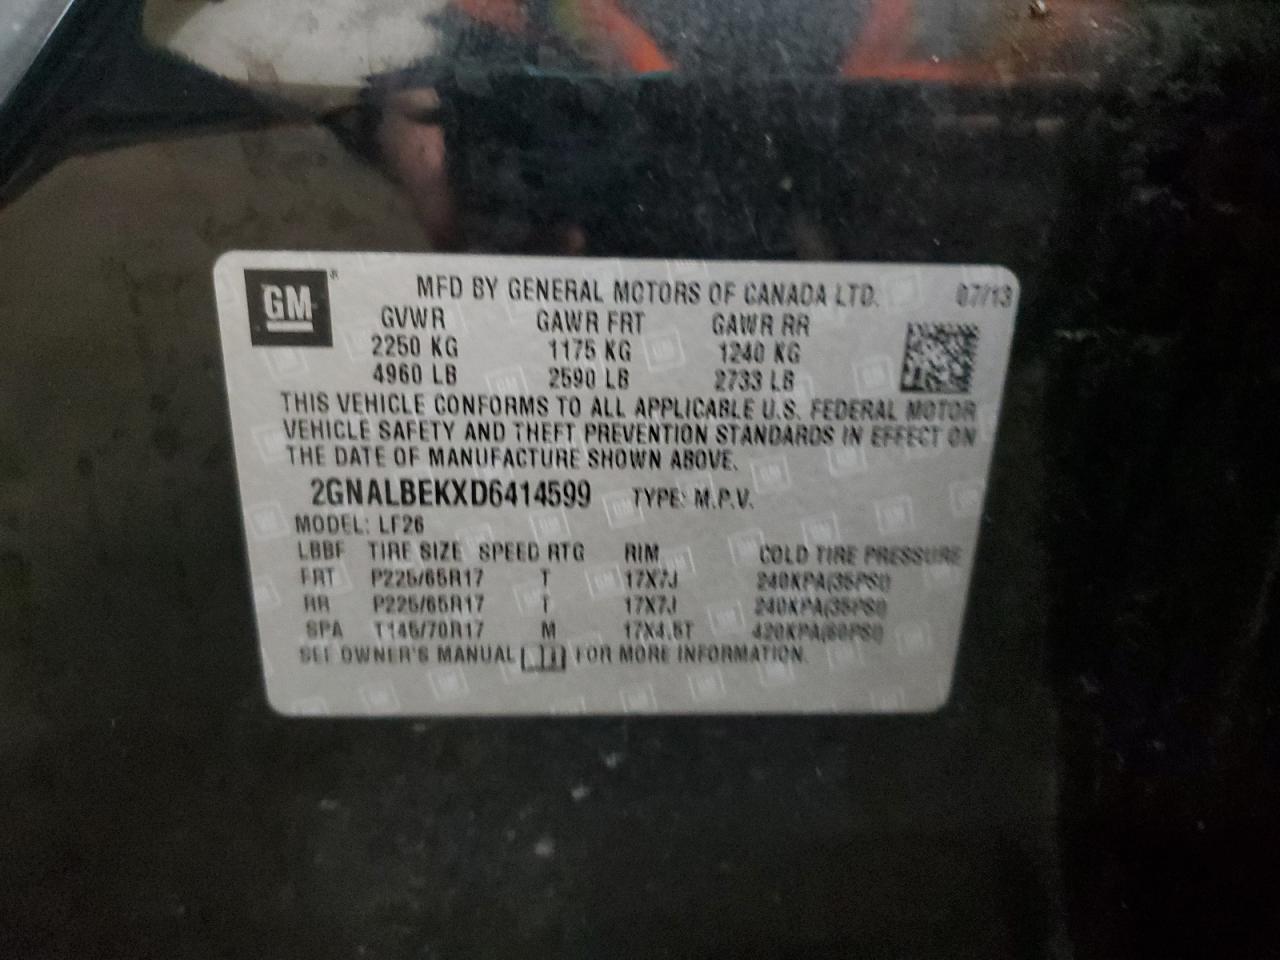 GM®
MFD BY GENERAL MOTORS OF CANADA LTD. 07/13
GVWR GAWR FRT GAWR RR
2250 KG 1175 KG 1240 KG
4960 LB 2590 LB 2733 LB
THIS VEHICLE CONFORMS TO ALL APPLICABLE U.S. FEDERAL MOTOR
VEHICLE SAFETY AND THEFT PREVENTION STANDARDS IN EFFECT ON
THE DATE OF MANUFACTURE SHOWN ABOVE.
2GNALBEKXD6414599 TYPE: M.P.V.
MODEL: LF26
LBBF TIRE SIZE SPEED RTG RIM COLD TIRE PRESSURE
FRT P225/65R17 T 17X7J 240KPA(35PSI)
RR P225/65R17 T 17X7J 240KPA(35PSI)
SPA T145/70R17 M 17X4.5T 420KPA(60PSI)
SEE OWNER'S MANUAL FOR MORE INFORMATION.